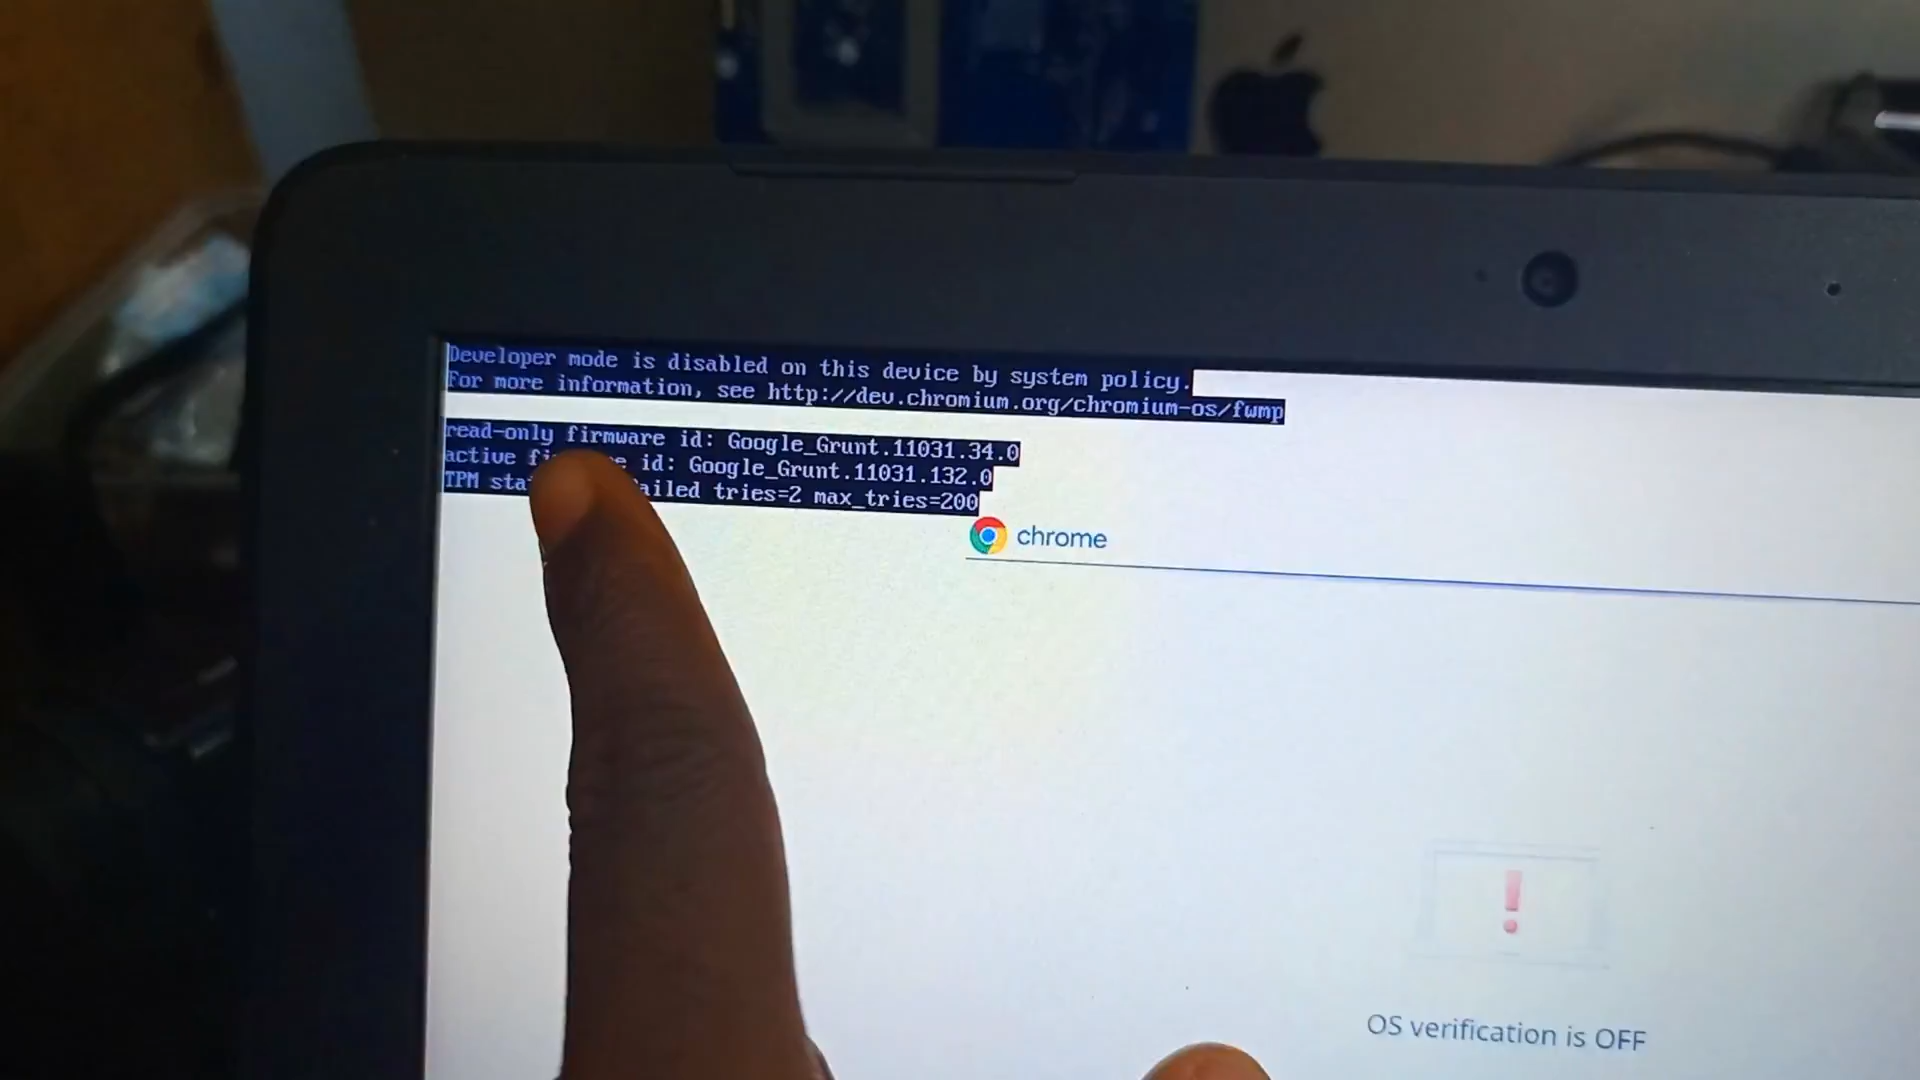 Developer mode is disabled on this device by system policy.
For more information, see http://dev.chromium.org/chromium-os/fwmp
read-only firmware id: Google_Grunt.11031.34.0
active id: Google_Grunt.11031.132.0
TPM tries=2 max_tries=200
chrome
OS verification is OFF